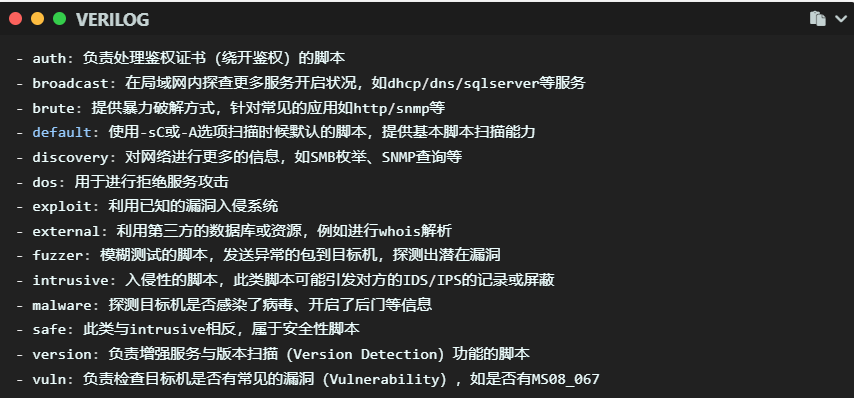 VERILOG
- auth: 负责处理鉴权证书（绕开鉴权）的脚本
- broadcast: 在局域网内探查更多服务开启状况，如dhcp/dns/sqlserver等服务
- brute: 提供暴力破解方式，针对常见的应用如http/snmp等
- default: 使用-sC或-A选项扫描时候默认的脚本，提供基本脚本扫描能力
- discovery: 对网络进行更多的信息，如SMB枚举、SNMP查询等
- dos: 用于进行拒绝服务攻击
- exploit: 利用已知的漏洞入侵系统
- external: 利用第三方的数据库或资源，例如进行whois解析
- fuzzer: 模糊测试的脚本，发送异常的包到目标机，探测出潜在漏洞
- intrusive: 入侵性的脚本，此类脚本可能引发对方的IDS/IPS的记录或屏蔽
- malware: 探测目标机是否感染了病毒、开启了后门等信息
- safe: 此类与intrusive相反，属于安全性脚本
- version: 负责增强服务与版本扫描（Version Detection）功能的脚本
- vuln: 负责检查目标机是否有常见的漏洞（Vulnerability），如是否有MS08_067